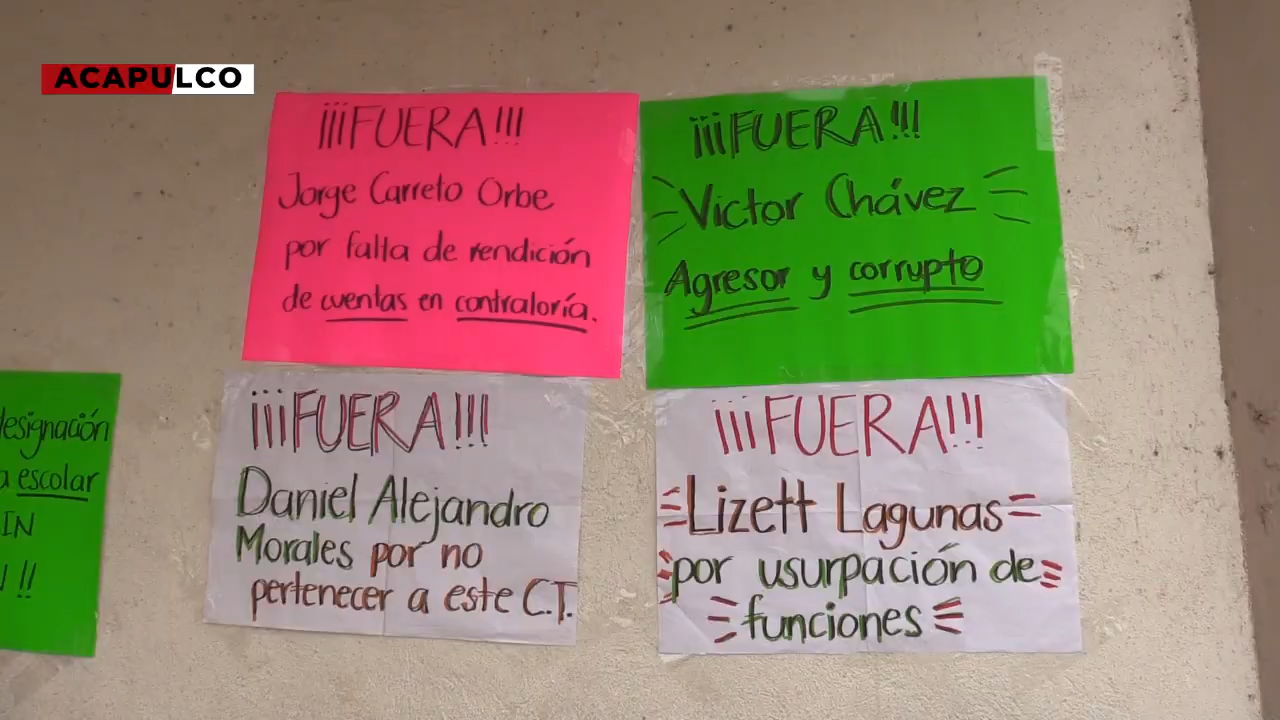 ACAPULCO
¡¡¡FUERA!!!
Jorge Carreto Orbe
por falta de rendición
de cuentas en contraloría.
¡¡¡FUERA!!!
Victor Chávez
Agresor y corrupto
designación
a escolar
IN
!!
¡¡¡FUERA!!!
Daniel Alejandro
Morales por no
pertenecer a este C.T.
¡¡¡FUERA!!!
Lizett Lagunas
por usurpación de
funciones